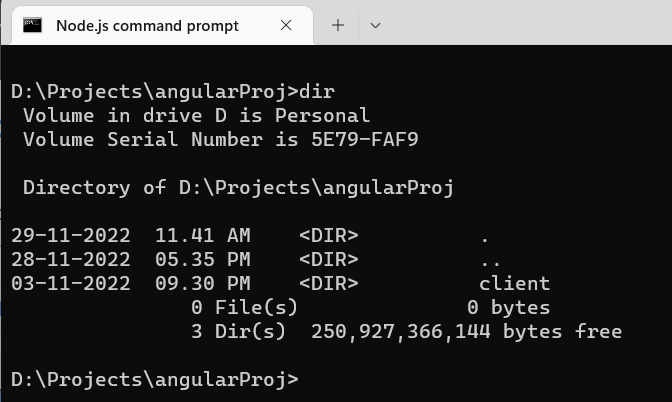 Node.js command prompt
D:\Projects\angularProj>dir
 Volume in drive D is Personal
 Volume Serial Number is 5E79-FAF9
 Directory of D:\Projects\angularProj
29-11-2022  11.41 AM    <DIR>          .
28-11-2022  05.35 PM    <DIR>          ..
03-11-2022  09.30 PM    <DIR>          client
               0 File(s)              0 bytes
               3 Dir(s)  250,927,366,144 bytes free
D:\Projects\angularProj>